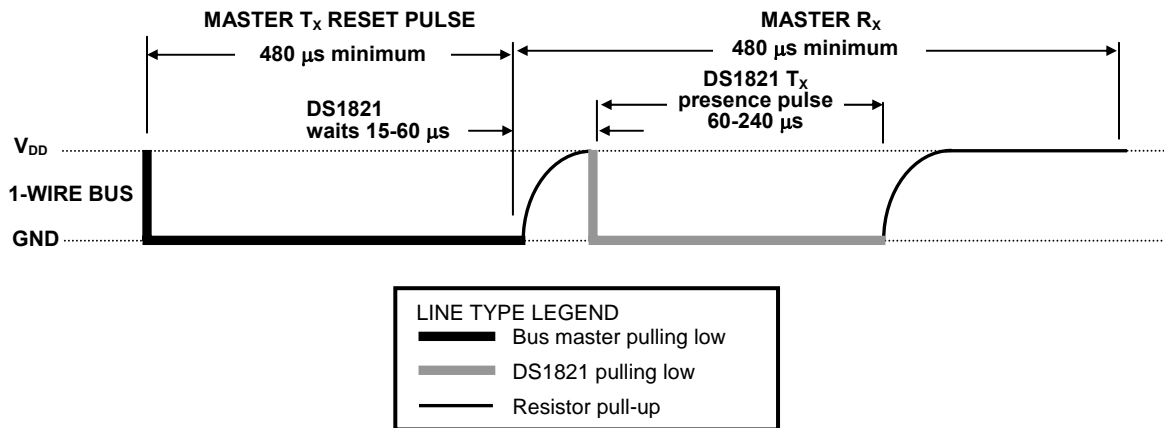 MASTER TX RESET PULSE
480 μs minimum
MASTER RX
480 μs minimum
DS1821
waits 15-60 μs
DS1821 TX
presence pulse
60-240 μs
VDD
1-WIRE BUS
GND
LINE TYPE LEGEND
Bus master pulling low
DS1821 pulling low
Resistor pull-up